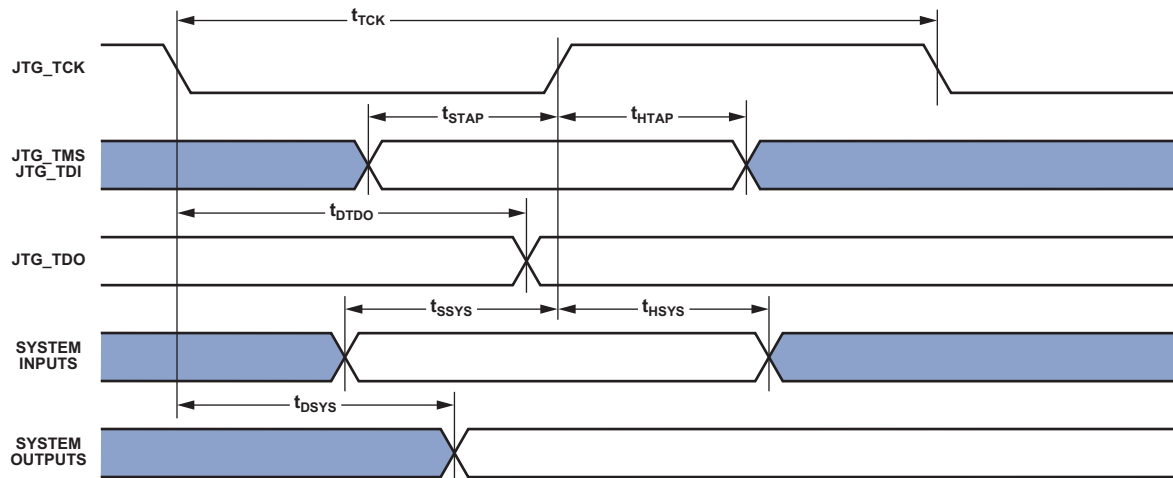 tTCK
JTG_TCK
tSTAP
tHTAP
JTG_TMS
JTG_TDI
tDTDO
JTG_TDO
tSSYS
tHSYS
SYSTEM
INPUTS
tDSYS
SYSTEM
OUTPUTS